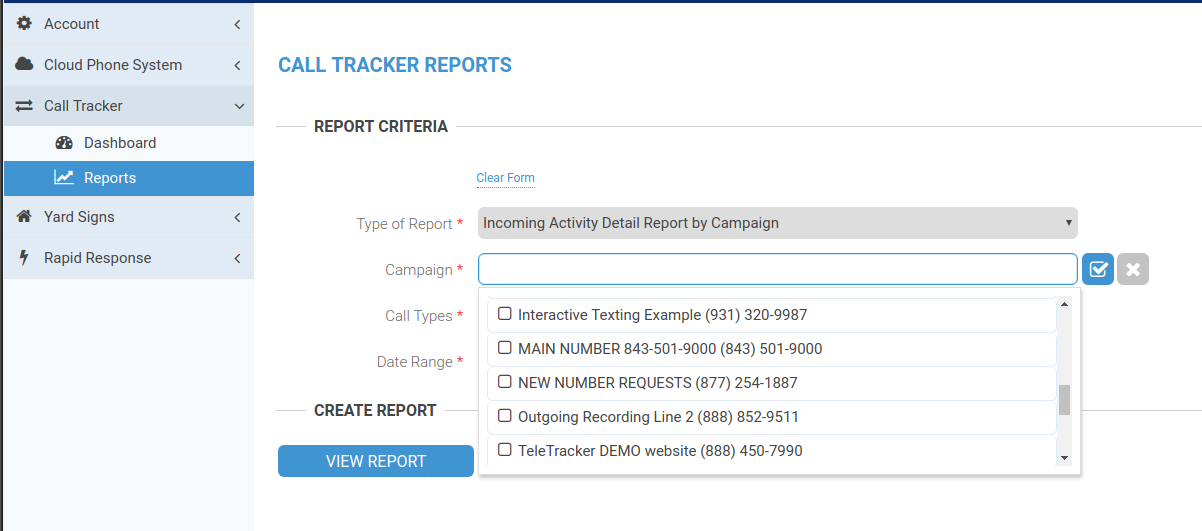 Account
Cloud Phone System
Call Tracker
Dashboard
Reports
Yard Signs
Rapid Response
CALL TRACKER REPORTS
REPORT CRITERIA
Clear Form
Type of Report * Incoming Activity Detail Report by Campaign
Campaign *
Call Types *
Date Range *
Interactive Texting Example (931) 320-9987
MAIN NUMBER 843-501-9000 (843) 501-9000
NEW NUMBER REQUESTS (877) 254-1887
Outgoing Recording Line 2 (888) 852-9511
TeleTracker DEMO website (888) 450-7990
CREATE REPORT
VIEW REPORT